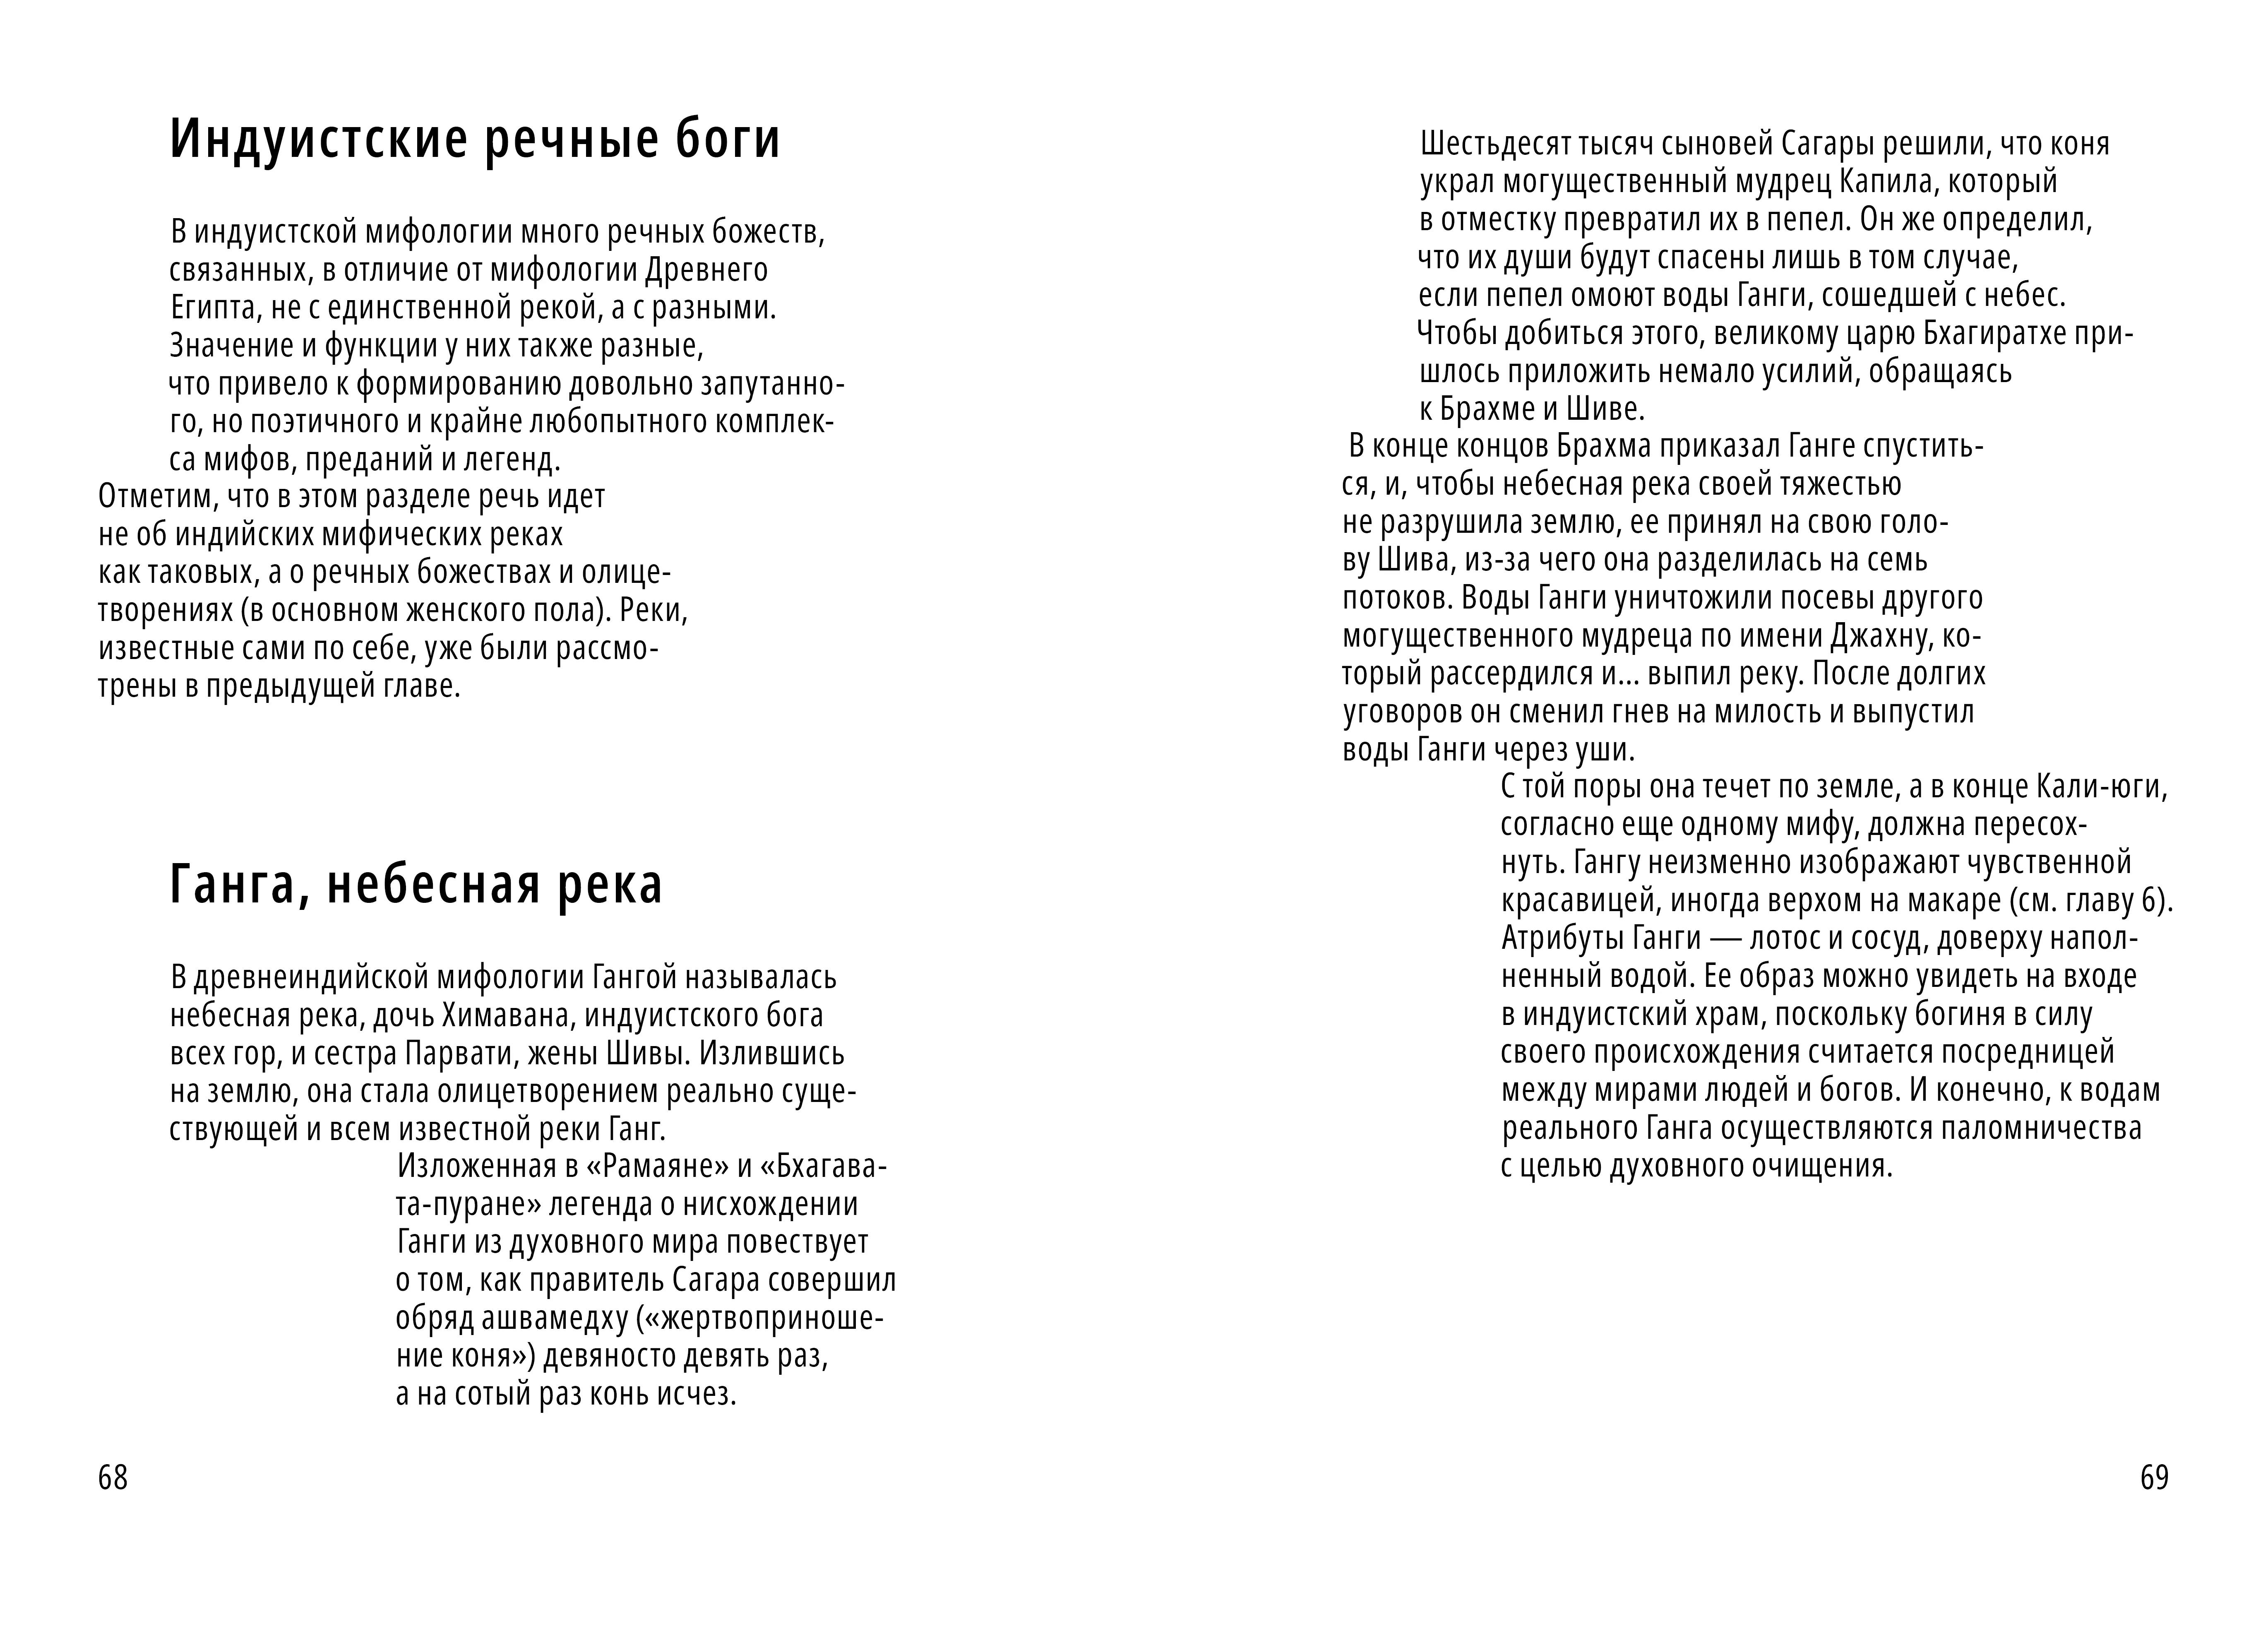 Индуистские речные боги
В индуистской мифологии много речных божеств,
связанных, в отличие от мифологии Древнего
Египта, не с единственной рекой, а с разными.
Значение и функции у них также разные,
что привело к формированию довольно запутанно-
го, но поэтичного и крайне любопытного комплек-
са мифов, преданий и легенд.
Отметим, что в этом разделе речь идет
не об индийских мифических реках
как таковых, а о речных божествах и олице-
творениях (в основном женского пола). Реки,
известные сами по себе, уже были рассмо-
трены в предыдущей главе.
Ганга, небесная река
В древнеиндийской мифологии Гангой называлась
небесная река, дочь Химавана, индуистского бога
всех гор, и сестра Парвати, жены Шивы. Излившись
на землю, она стала олицетворением реально суще-
ствующей и всем известной реки Ганг.
Изложенная в «Рамаяне» и «Бхагава-
та-пуране» легенда о нисхождении
Ганги из духовного мира повествует
о том, как правитель Сагара совершил
обряд ашвамедху («жертвоприноше-
ние коня») девяносто девять раз,
а на сотый раз конь исчез.
68
Шестьдесят тысяч сыновей Сагары решили, что коня
украл могущественный мудрец Капила, который
в отместку превратил их в пепел. Он же определил,
что их души будут спасены лишь в том случае,
если пепел омоют воды Ганги, сошедшей с небес.
Чтобы добиться этого, великому царю Бхагиратхе при-
шлось приложить немало усилий, обращаясь
к Брахме и Шиве.
В конце концов Брахма приказал Ганге спустить-
ся, и, чтобы небесная река своей тяжестью
не разрушила землю, ее принял на свою голо-
ву Шива, из-за чего она разделилась на семь
потоков. Воды Ганги уничтожили посевы другого
могущественного мудреца по имени Джахну, ко-
торый рассердился и... выпил реку. После долгих
уговоров он сменил гнев на милость и выпустил
воды Ганги через уши.
С той поры она течет по земле, а в конце Кали-юги,
согласно еще одному мифу, должна пересох-
нуть. Гангу неизменно изображают чувственной
красавицей, иногда верхом на макаре (см. главу 6).
Атрибуты Ганги — лотос и сосуд, доверху напол-
ненный водой. Ее образ можно увидеть на входе
в индуистский храм, поскольку богиня в силу
своего происхождения считается посредницей
между мирами людей и богов. И конечно, к водам
реального Ганга осуществляются паломничества
с целью духовного очищения.
69